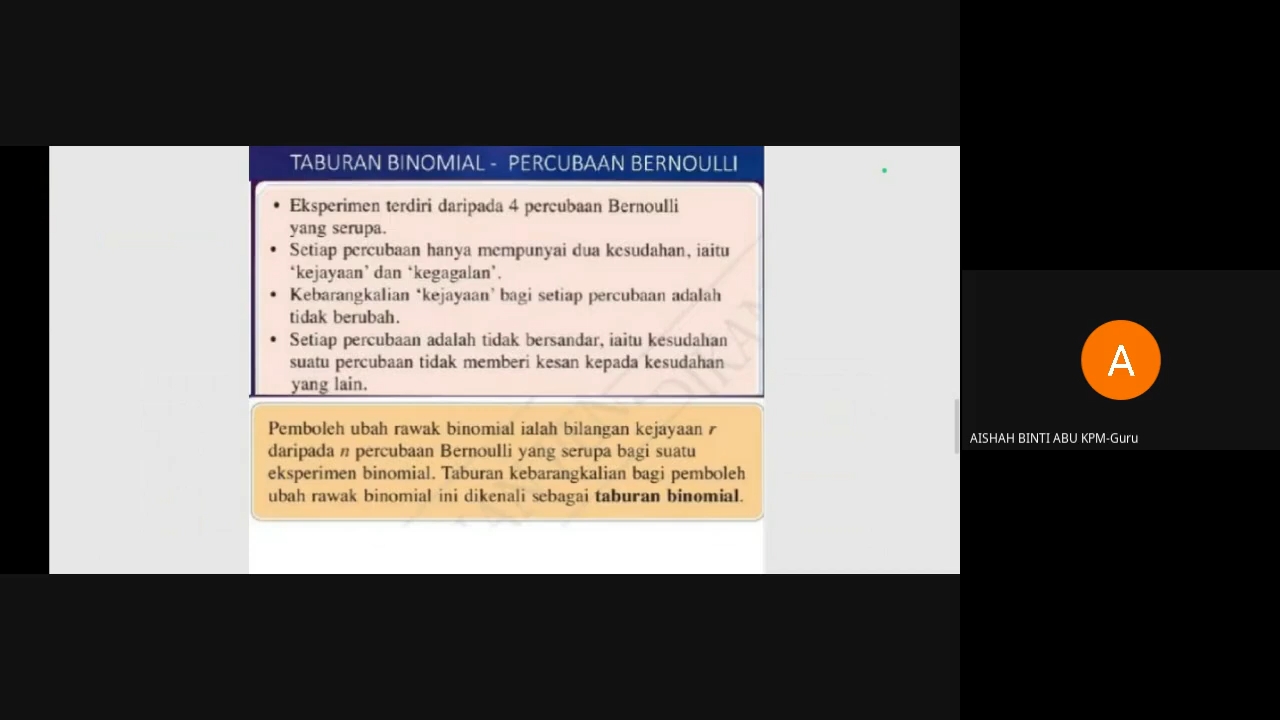 TABURAN BINOMIAL - PERCUBAAN BERNOULLI
• Eksperimen terdiri daripada 4 percubaan Bernoulli
yang serupa.
• Setiap percubaan hanya mempunyai dua kesudahan, iaitu
‘kejayaan’ dan ‘kegagalan’.
• Kebarangkalian ‘kejayaan’ bagi setiap percubaan adalah
tidak berubah.
• Setiap percubaan adalah tidak bersandar, iaitu kesudahan
suatu percubaan tidak memberi kesan kepada kesudahan
yang lain.
Pemboleh ubah rawak binomial ialah bilangan kejayaan r
daripada n percubaan Bernoulli yang serupa bagi suatu
eksperimen binomial. Taburan kebarangkalian bagi pemboleh
ubah rawak binomial ini dikenali sebagai taburan binomial.
A
AISHAH BINTI ABU KPM-Guru